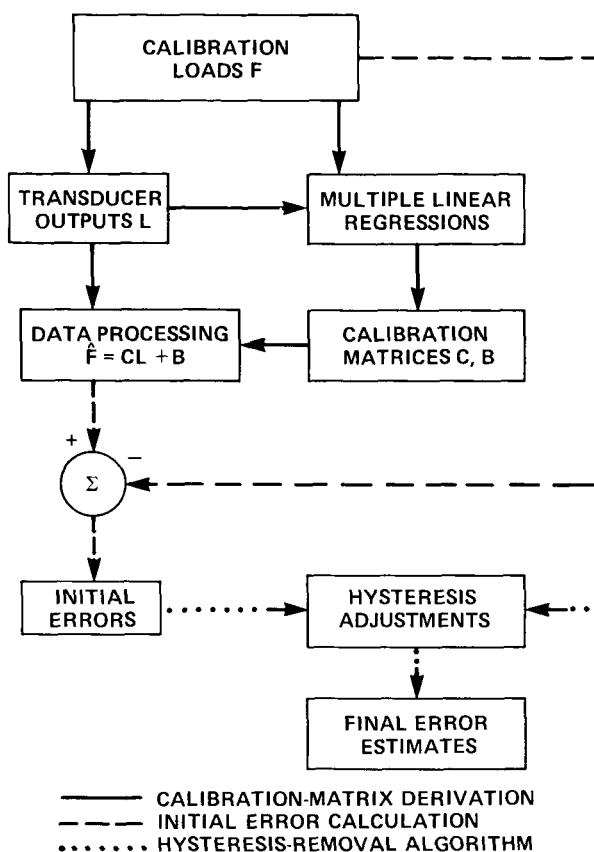 CALIBRATION
LOADS F
TRANSDUCER
OUTPUTS L
MULTIPLE LINEAR
REGRESSIONS
DATA PROCESSING
F̂ = CL + B
CALIBRATION
MATRICES C, B
+
−
Σ
INITIAL
ERRORS
HYSTERESIS
ADJUSTMENTS
FINAL ERROR
ESTIMATES
CALIBRATION-MATRIX DERIVATION
INITIAL ERROR CALCULATION
HYSTERESIS-REMOVAL ALGORITHM